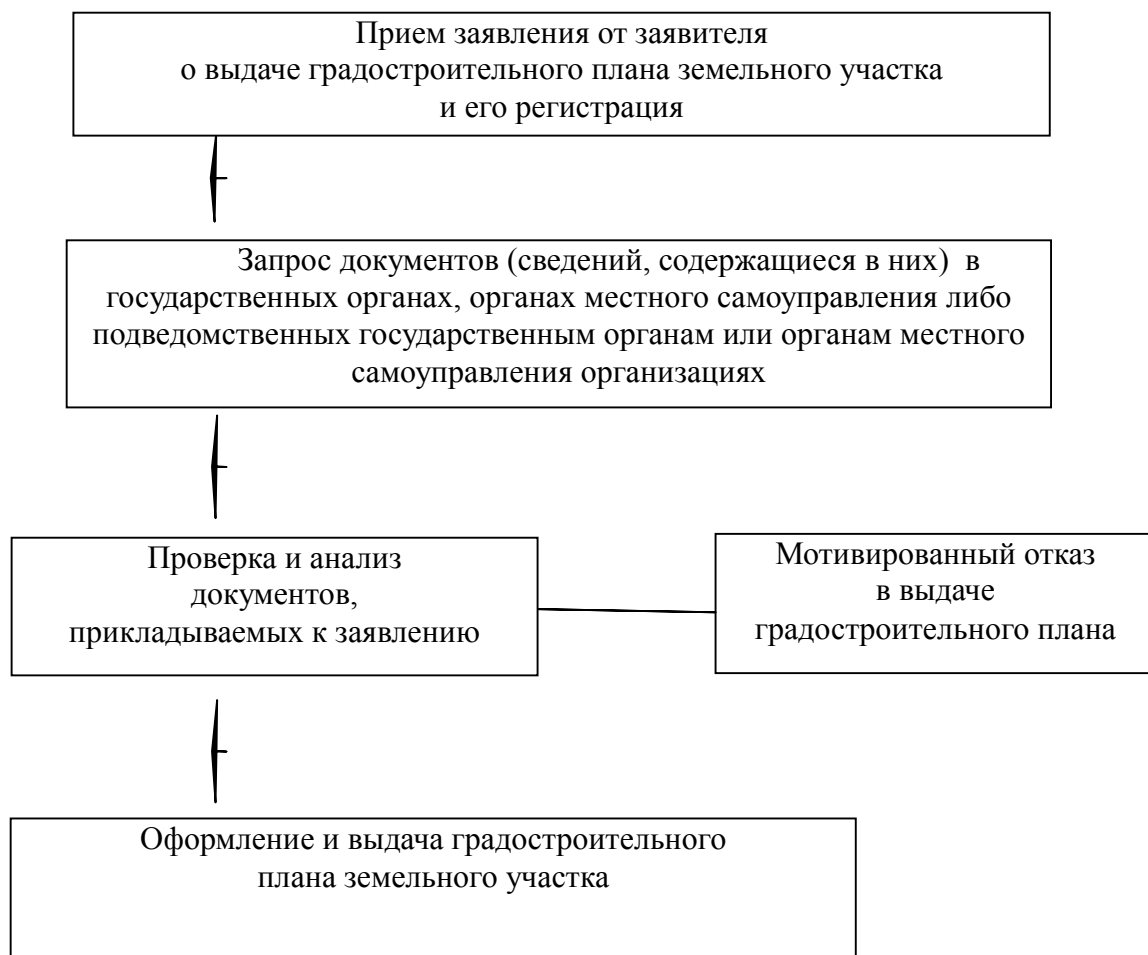 Прием заявления от заявителя
о выдаче градостроительного плана земельного участка
и его регистрация
Запрос документов (сведений, содержащиеся в них) в
государственных органах, органах местного самоуправления либо
подведомственных государственным органам или органам местного
самоуправления организациях
Проверка и анализ
документов,
прикладываемых к заявлению
Мотивированный отказ
в выдаче
градостроительного плана
Оформление и выдача градостроительного
плана земельного участка